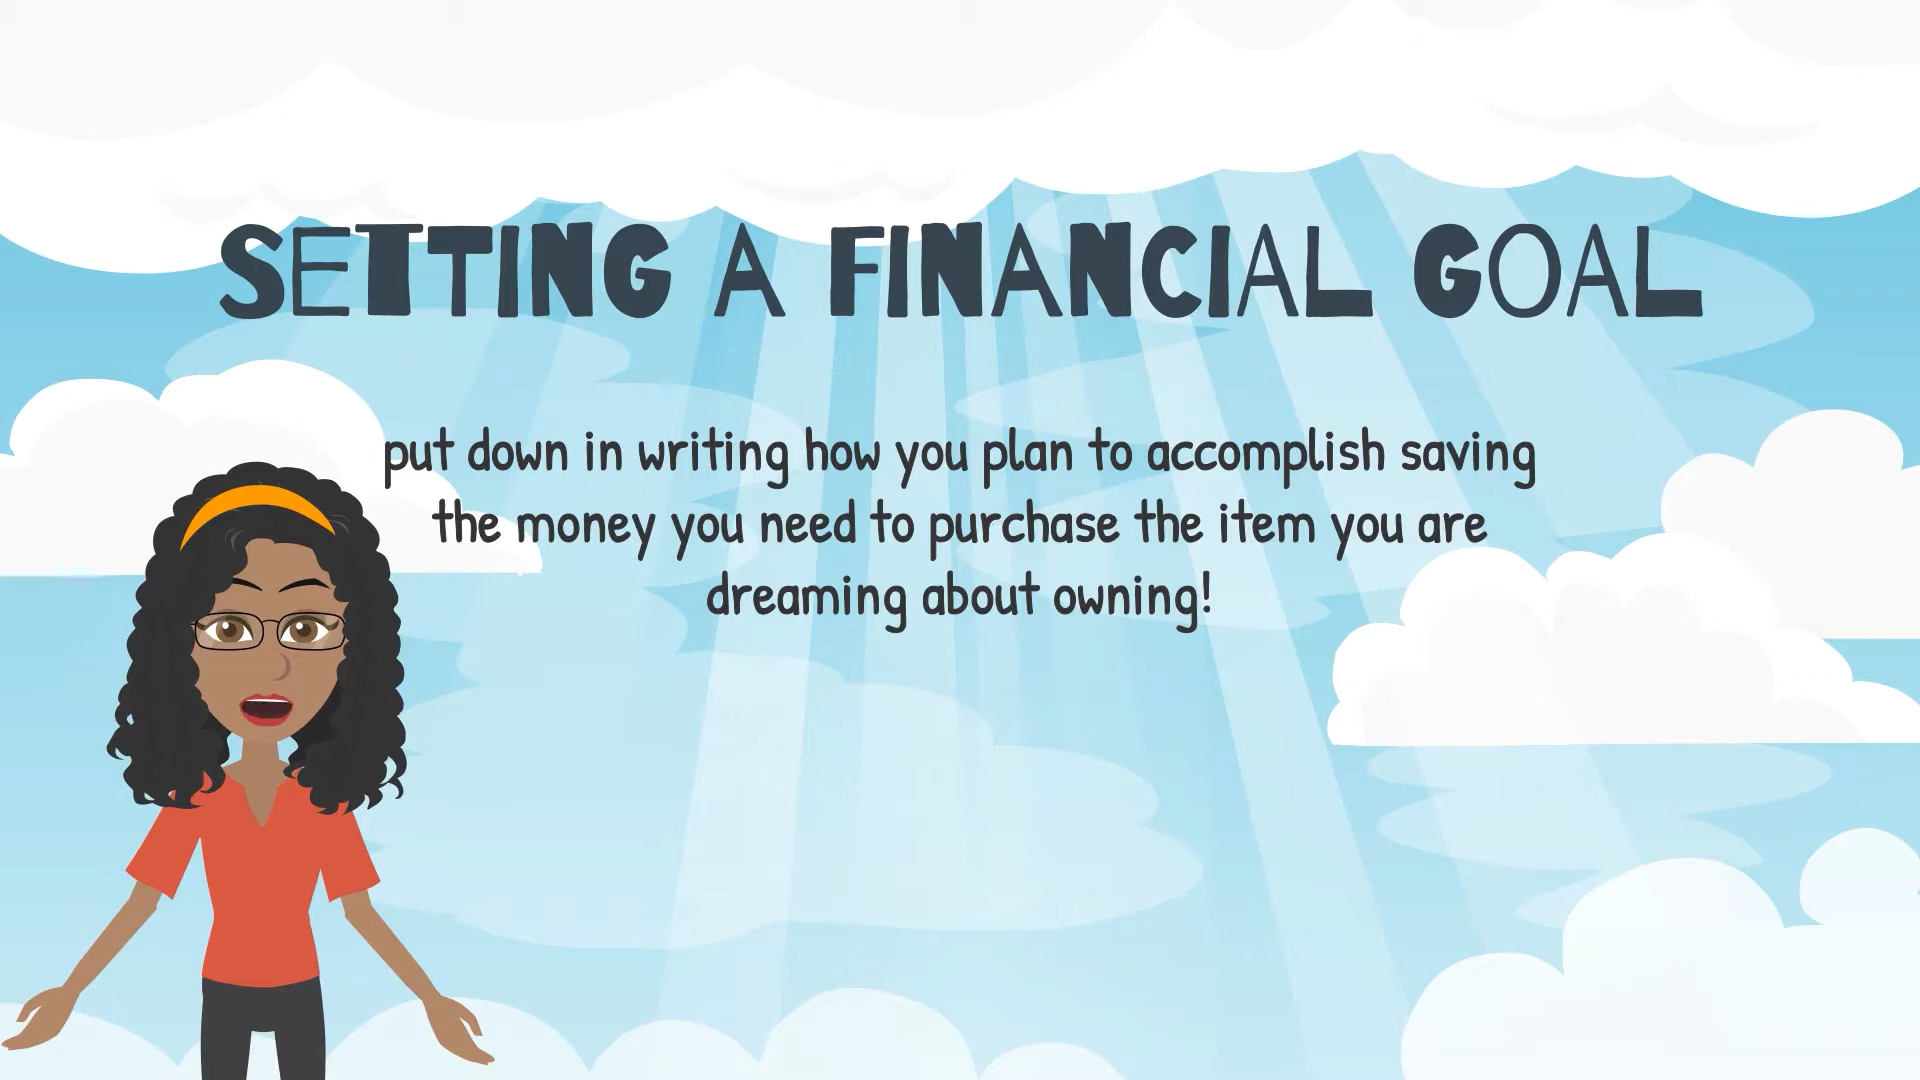 SETTING A FINANCIAL GOAL
put down in writing how you plan to accomplish saving
the money you need to purchase the item you are
dreaming about owning!